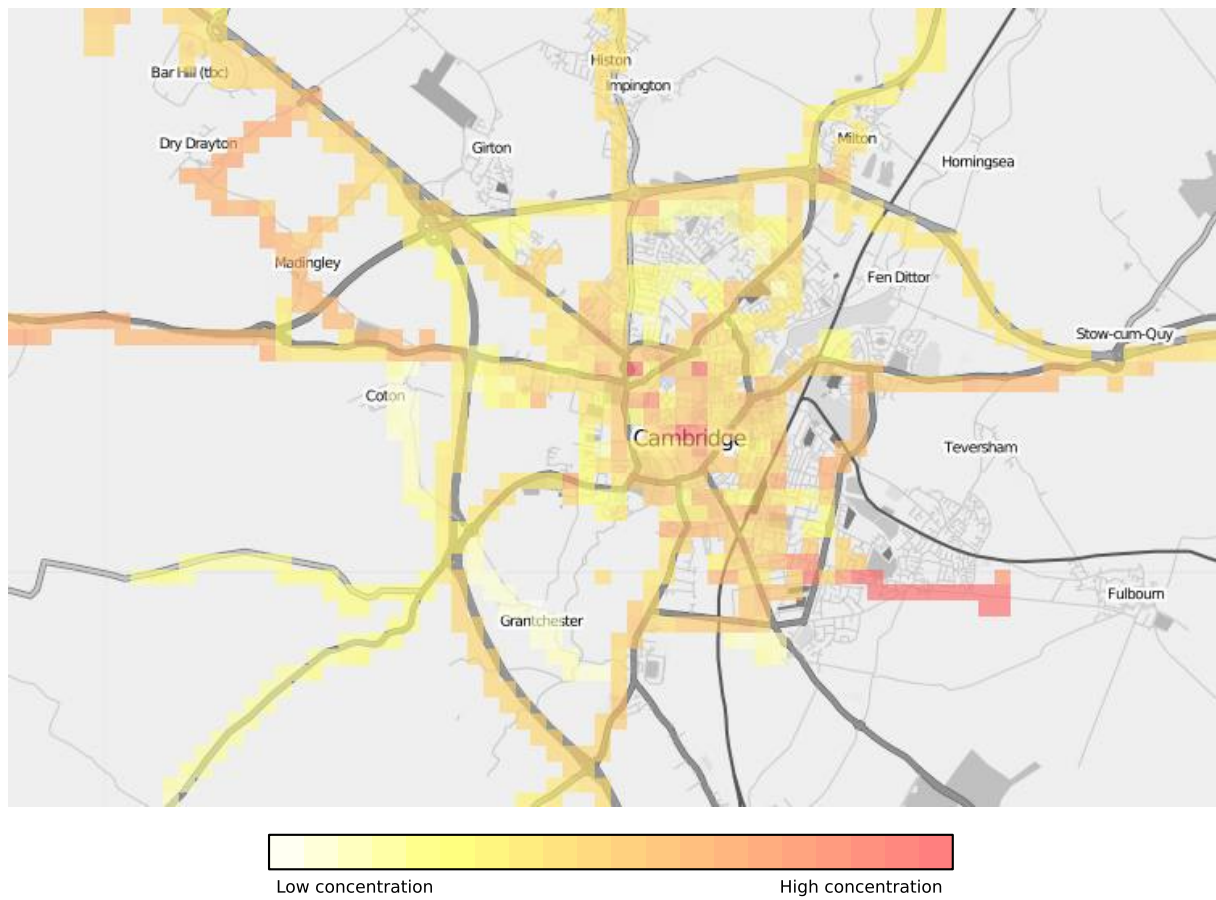 Histon
Bar Hill (tbc)
Impington
Milton
Dry Drayton
Girton
Horningsea
Madingley
Fen Dittor
Stow-cum-Quy
Coton
Cambridge
Teversham
Fulbourn
Grantchester
Low concentration
High concentration